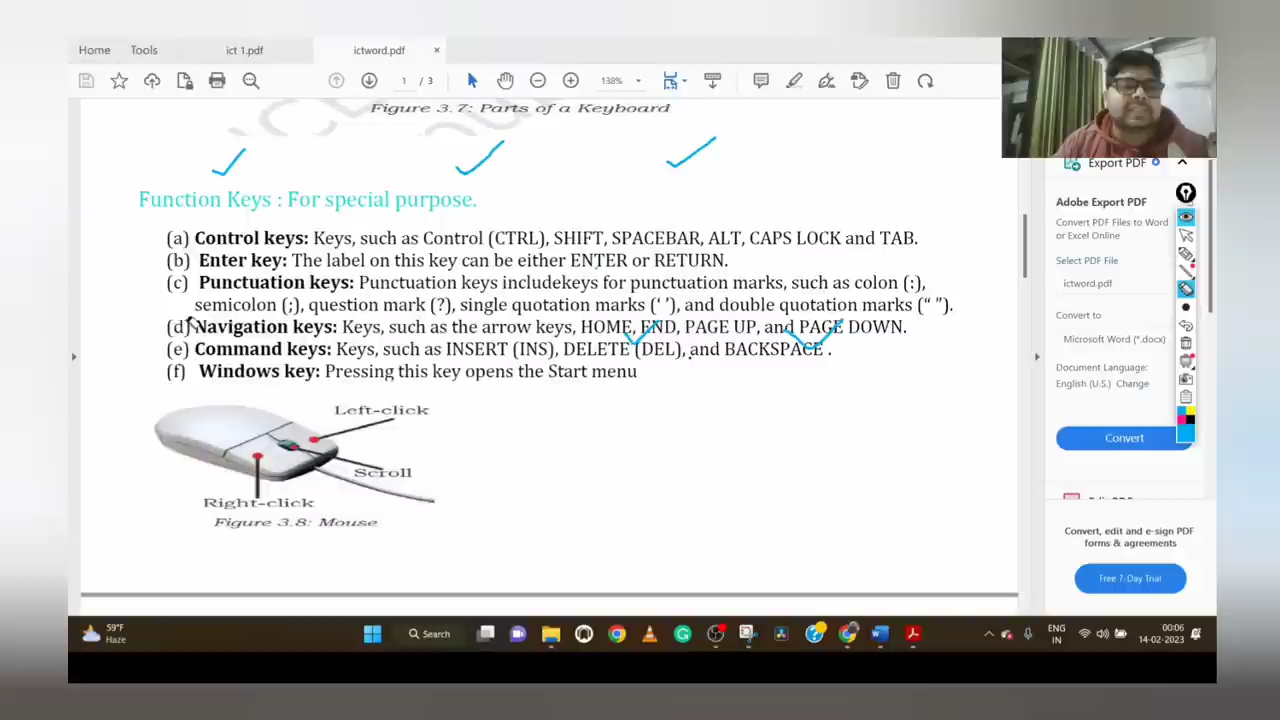 Home Tools ict 1.pdf ictword.pdf ×
1 / 3 138%
Figure 3.7: Parts of a Keyboard
Function Keys : For special purpose.
(a) Control keys: Keys, such as Control (CTRL), SHIFT, SPACEBAR, ALT, CAPS LOCK and TAB.
(b) Enter key: The label on this key can be either ENTER or RETURN.
(c) Punctuation keys: Punctuation keys includekeys for punctuation marks, such as colon (:),
semicolon (;), question mark (?), single quotation marks (‘ ’), and double quotation marks (“ ”).
(d) Navigation keys: Keys, such as the arrow keys, HOME, END, PAGE UP, and PAGE DOWN.
(e) Command keys: Keys, such as INSERT (INS), DELETE (DEL), and BACKSPACE .
(f) Windows key: Pressing this key opens the Start menu
Left-click
Scroll
Right-click
Figure 3.8: Mouse
Export PDF
Adobe Export PDF
Convert PDF Files to Word
or Excel Online
Select PDF File
ictword.pdf
Convert to
Microsoft Word (*.docx)
Document Language:
English (U.S.) Change
Convert
Convert, edit and e-sign PDF
forms & agreements
Free 7-Day Trial
59°F
Haze
Search
ENG
IN
00:06
14-02-2023